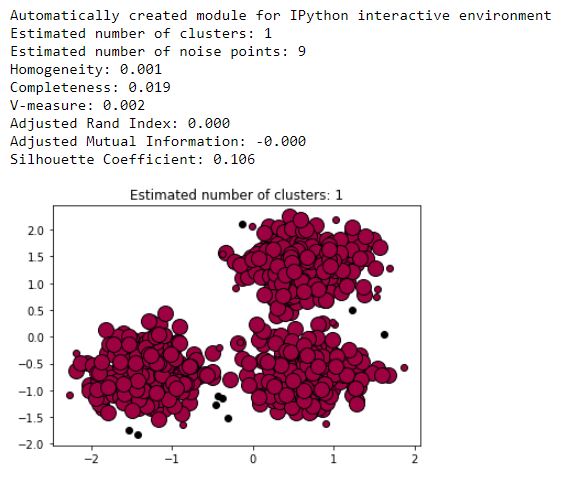 Automatically created module for IPython interactive environment
Estimated number of clusters: 1
Estimated number of noise points: 9
Homogeneity: 0.001
Completeness: 0.019
V-measure: 0.002
Adjusted Rand Index: 0.000
Adjusted Mutual Information: -0.000
Silhouette Coefficient: 0.106
Estimated number of clusters: 1
2.0
1.5
1.0
0.5
0.0
−0.5
−1.0
−1.5
−2.0
−2 −1 0 1 2